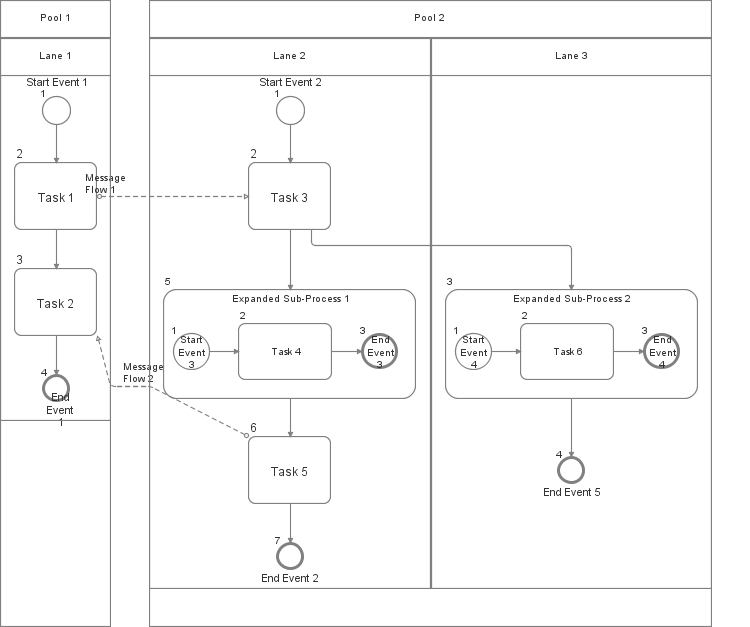 Pool 1
Pool 2
Lane 1
Lane 2
Lane 3
Start Event 1
1
Start Event 2
1
2
Task 1
Message
Flow 1
2
Task 3
3
Task 2
5
Expanded Sub-Process 1
1
Start
Event
3
2
Task 4
3
End
Event
3
3
Expanded Sub-Process 2
1
Start
Event
4
2
Task 6
3
End
Event
4
4
End
Event
1
Message
Flow 2
6
Task 5
4
End Event 5
7
End Event 2